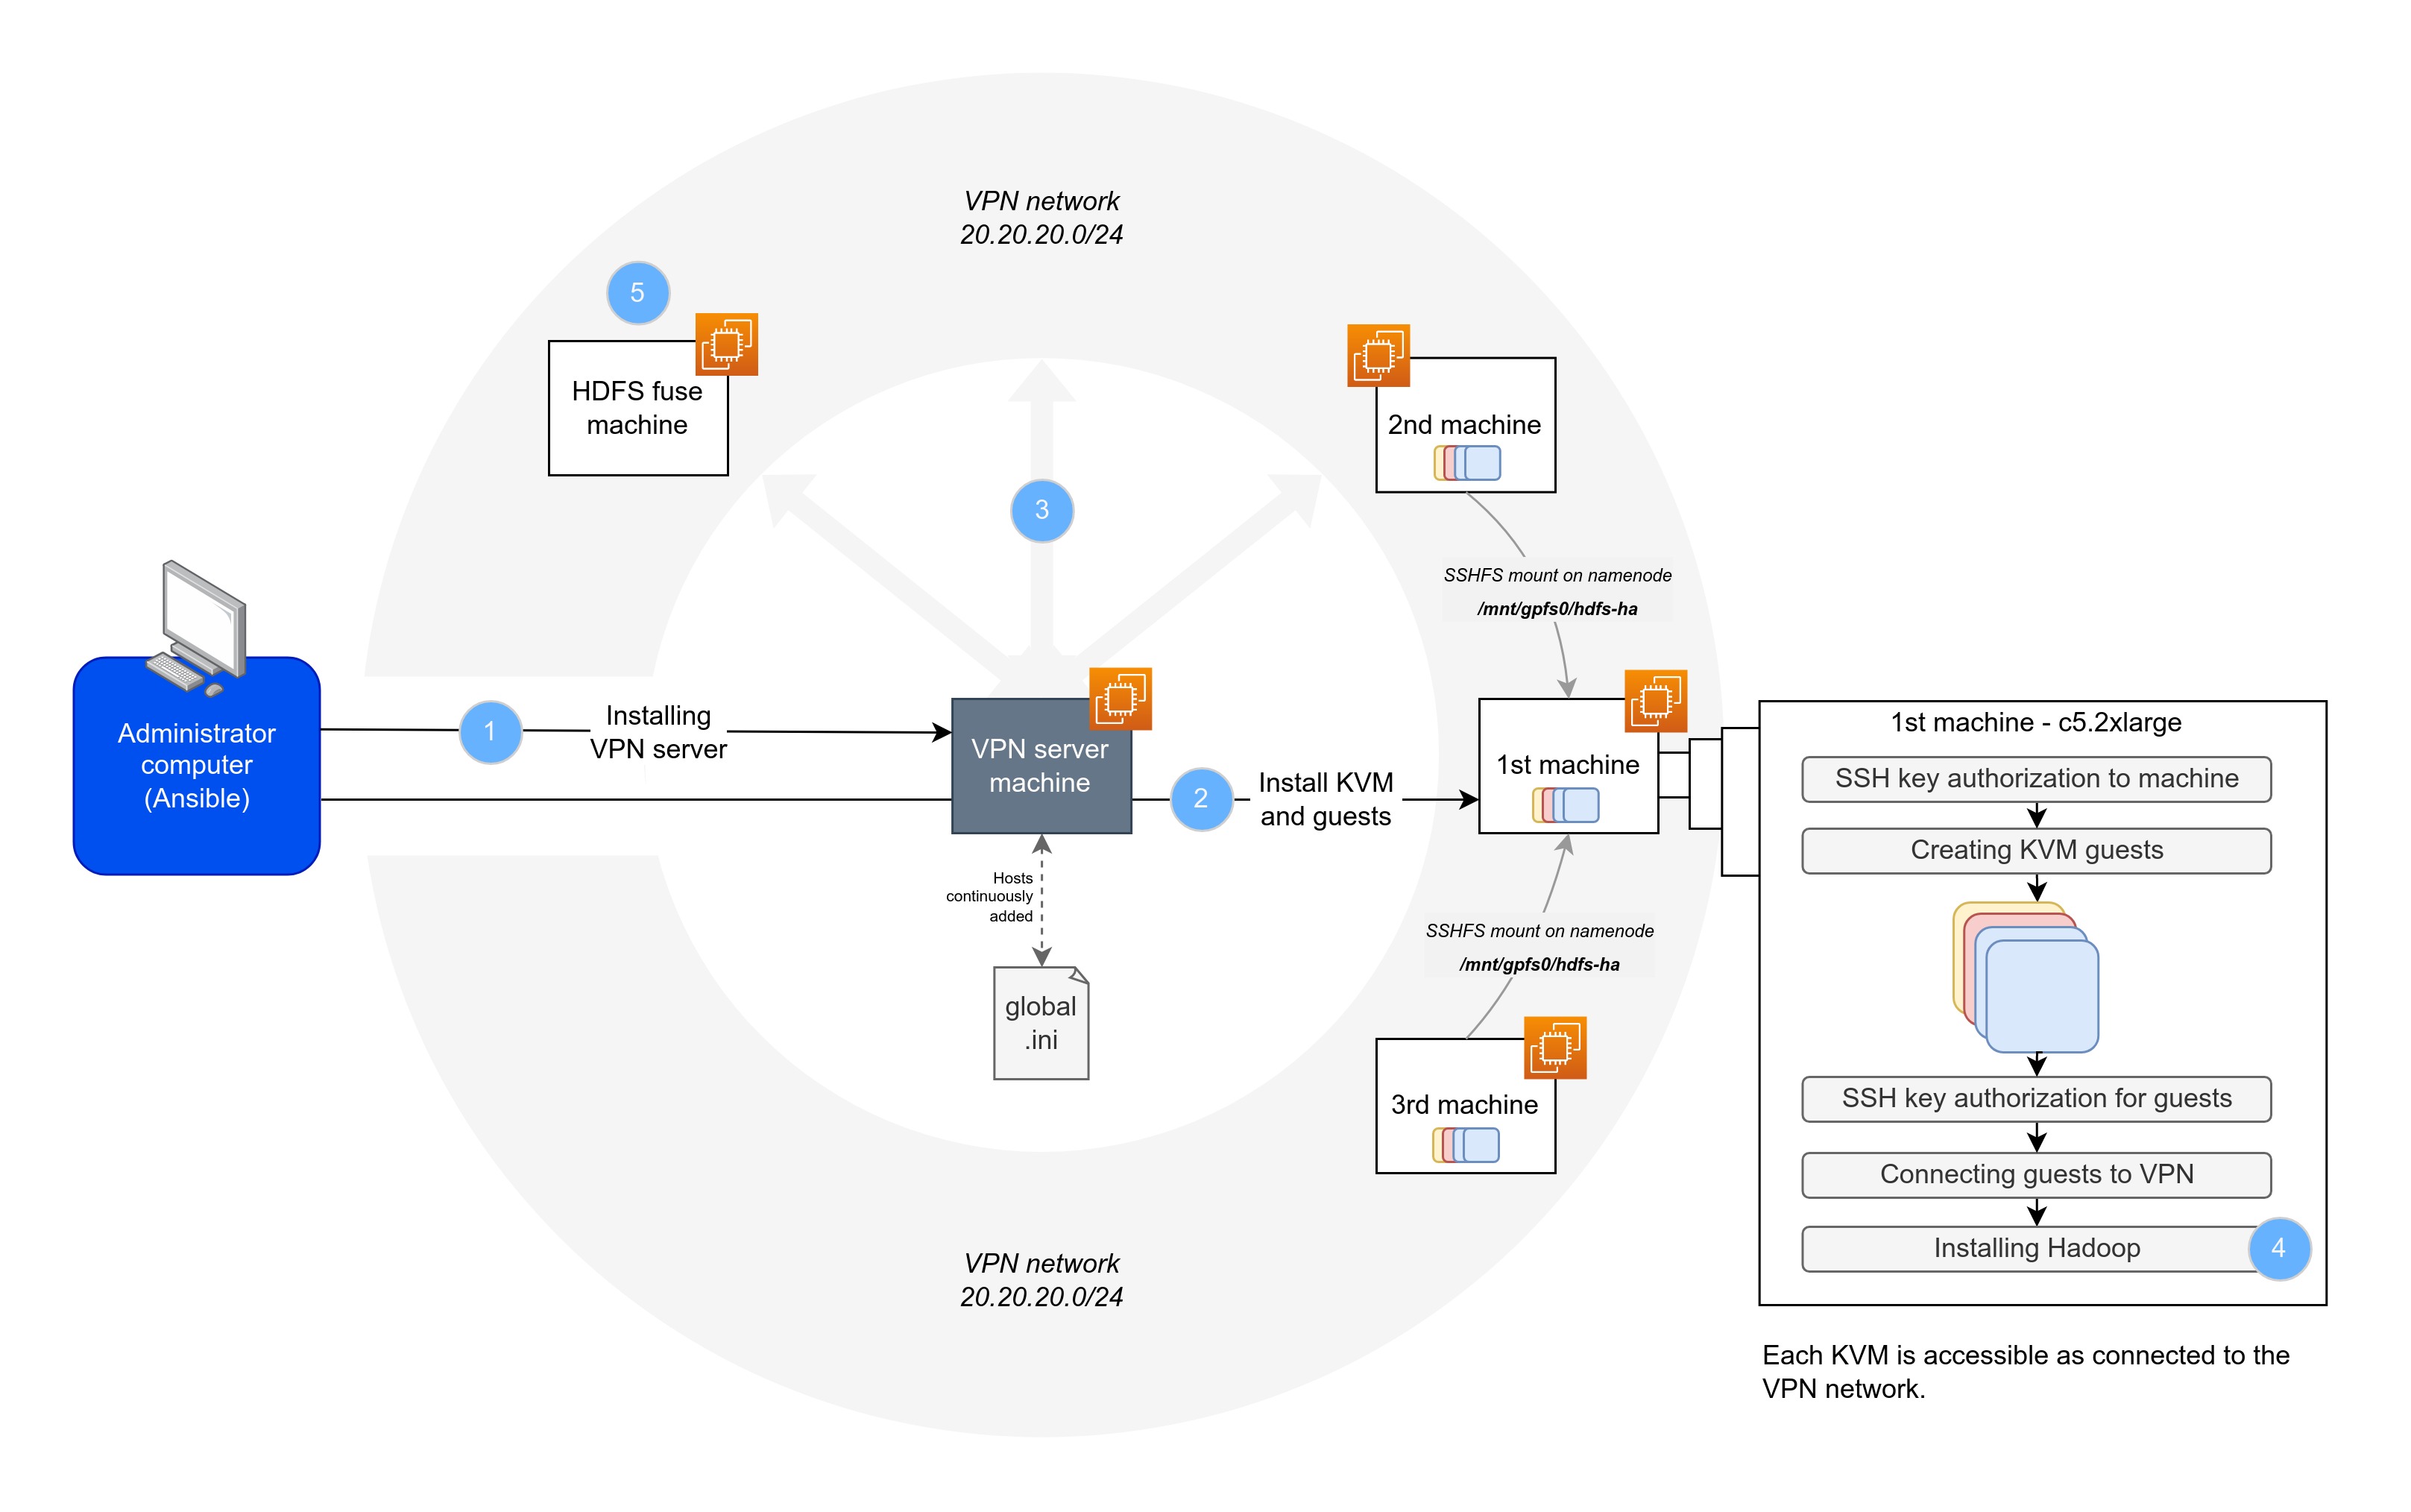 VPN network
20.20.20.0/24
5
HDFS fuse
machine
2nd machine
3
SSHFS mount on namenode
/mnt/gpfs0/hdfs-ha
Administrator
computer
(Ansible)
1
Installing
VPN server
VPN server
machine
2
Install KVM
and guests
1st machine
Hosts
continuously
added
global
.ini
SSHFS mount on namenode
/mnt/gpfs0/hdfs-ha
3rd machine
VPN network
20.20.20.0/24
1st machine - c5.2xlarge
SSH key authorization to machine
Creating KVM guests
SSH key authorization for guests
Connecting guests to VPN
Installing Hadoop
4
Each KVM is accessible as connected to the
VPN network.